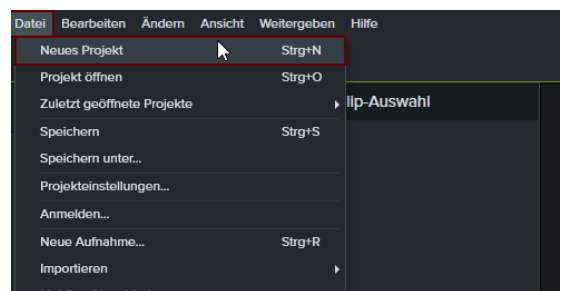 Datei Bearbeiten Ändern Ansicht Weitergeben Hilfe
Neues Projekt Strg+N
Projekt öffnen Strg+O
Zuletzt geöffnete Projekte
llp-Auswahl
Speichern Strg+S
Speichern unter...
Projekteinstellungen...
Anmelden...
Neue Aufnahme... Strg+R
Importieren